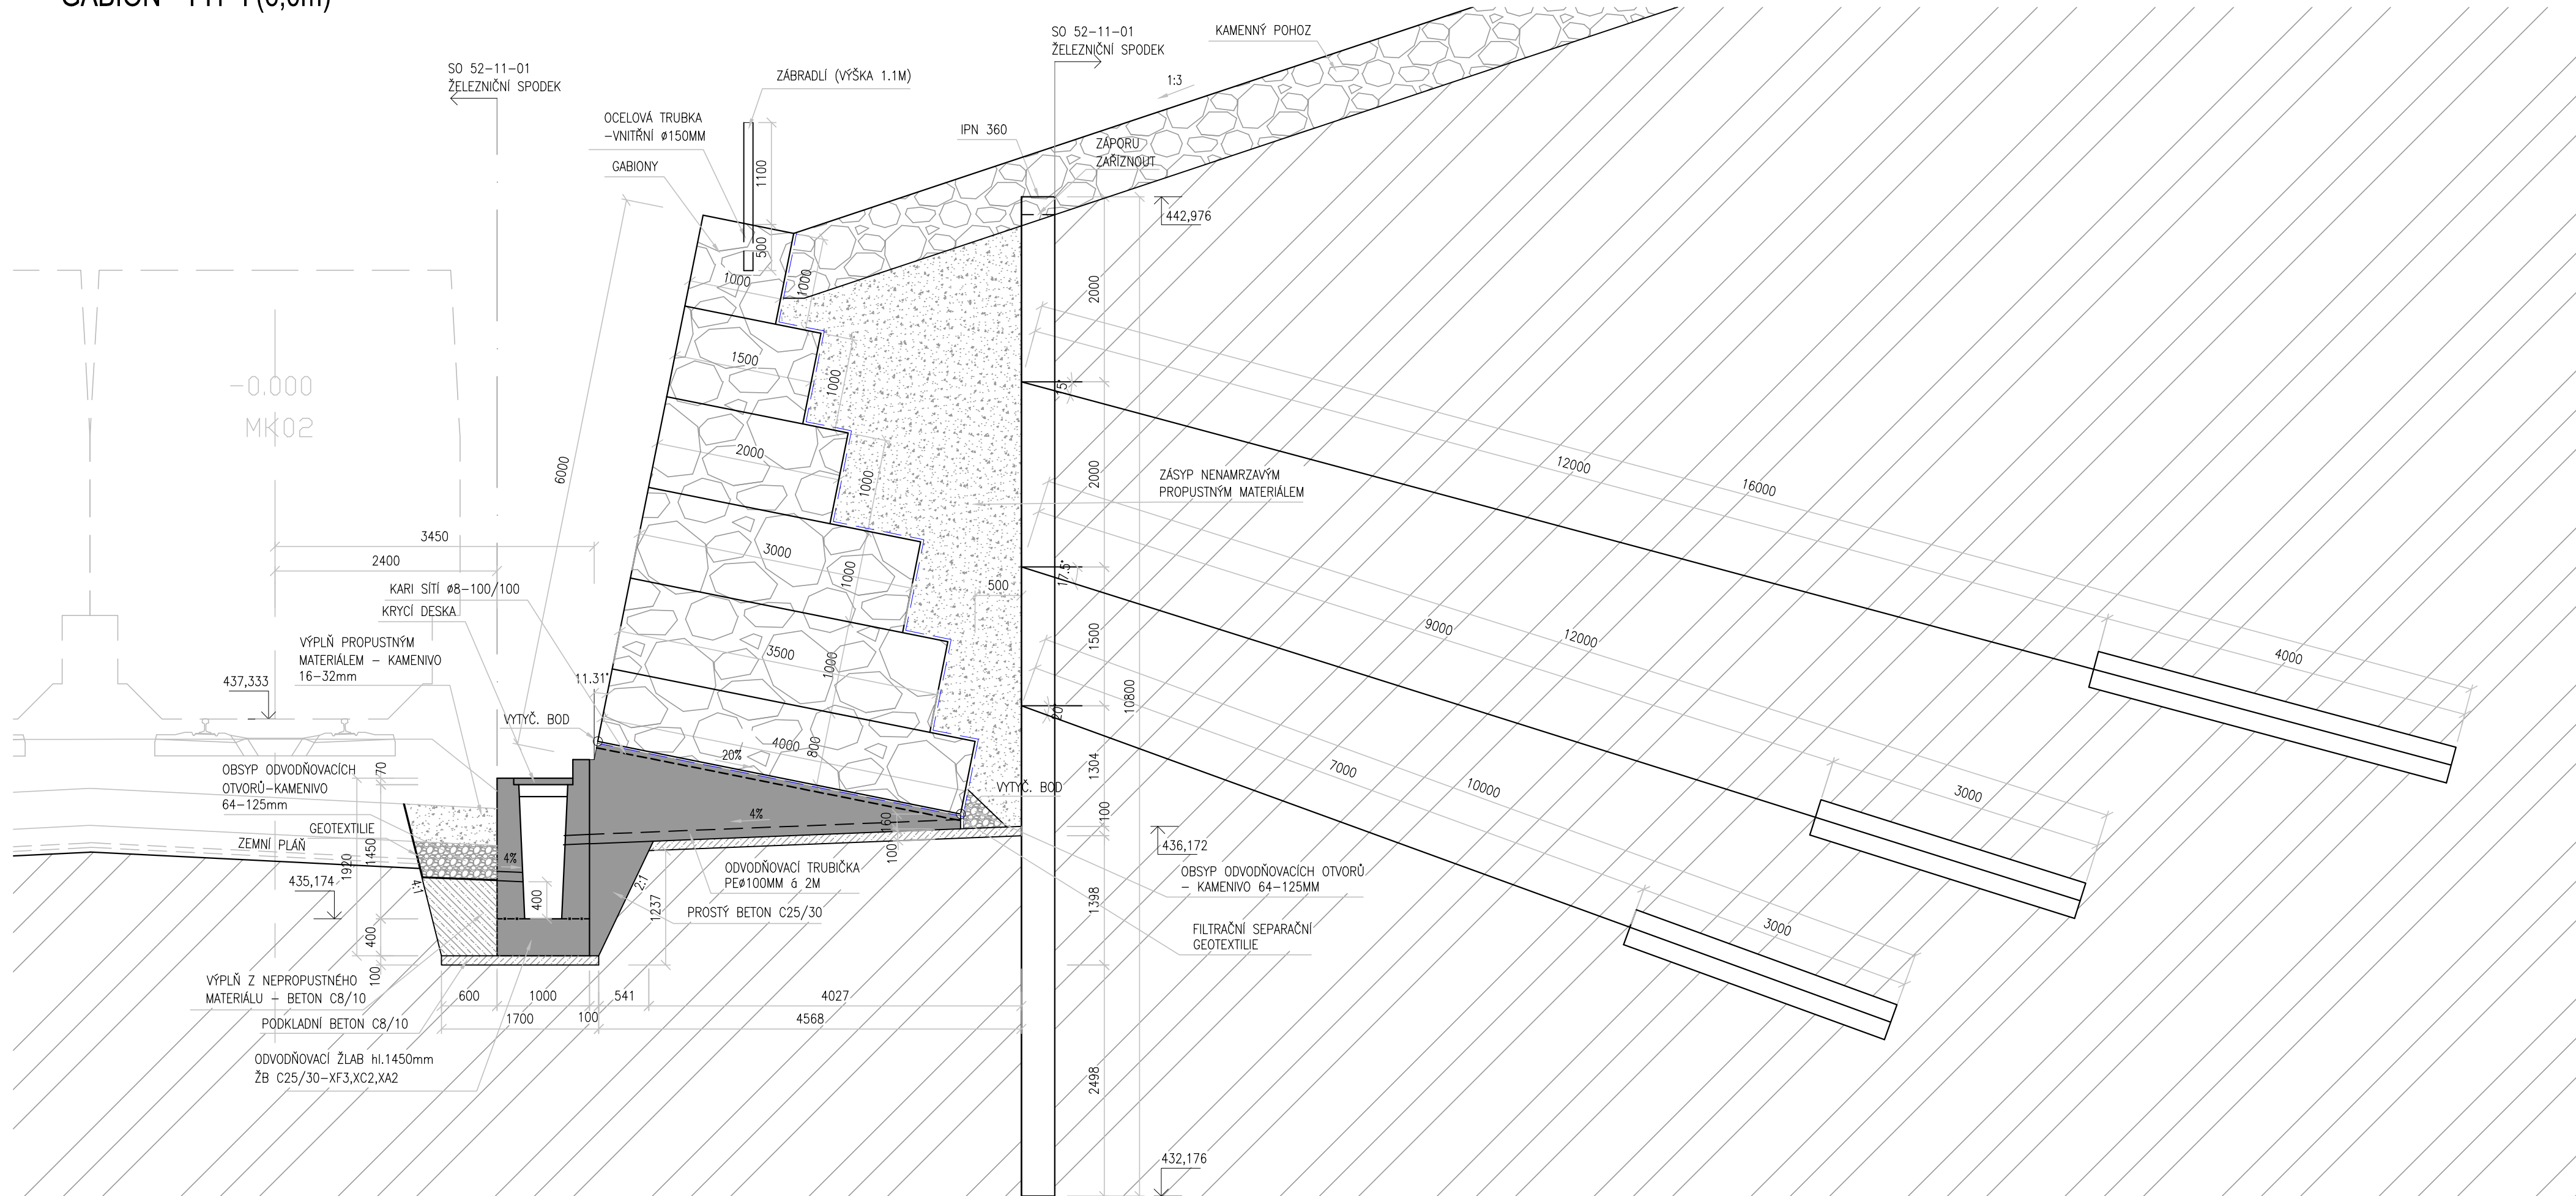 SO 52-11-01
ŽELEZNIČNÍ SPODEK
KAMENNÝ POHOZ
SO 52-11-01
ŽELEZNIČNÍ SPODEK
ZÁBRADLÍ (VÝŠKA 1.1M)
1:3
OCELOVÁ TRUBKA
-VNITŘNÍ ø150MM
IPN 360
ZÁPORU
ZAŘÍZNOUT
GABIONY
1100
442,976
500
1000
1000
2000
-0.000
MK02
1500
1000
15°
6000
2000
1000
2000
12000
16000
ZÁSYP NENAMRZAVÝM
PROPUSTNÝM MATERIÁLEM
3450
2400
3000
1000
17.5°
500
KARI SÍTÍ ø8-100/100
KRYCÍ DESKA
VÝPLŇ PROPUSTNÝM
MATERIÁLEM - KAMENIVO
16-32mm
3500
1000
1500
9000
12000
4000
11.31°
437,333
10800
20°
VYTYČ. BOD
20%
4000
800
1304
7000
10000
3000
OBSYP ODVODŇOVACÍCH
OTVORŮ-KAMENIVO
64-125mm
70
VYTYČ. BOD
100
4%
160
100
GEOTEXTILIE
ZEMNÍ PLÁŇ
1920
1450
4%
436,172
435,174
4:1
400
2:1
1237
ODVODŇOVACÍ TRUBIČKA
PEø100MM á 2M
OBSYP ODVODŇOVACÍCH OTVORŮ
- KAMENIVO 64-125MM
1398
PROSTÝ BETON C25/30
3000
400
FILTRAČNÍ SEPARAČNÍ
GEOTEXTILIE
100
VÝPLŇ Z NEPROPUSTNÉHO
MATERIÁLU - BETON C8/10
600
1000
541
4027
1700
100
4568
PODKLADNÍ BETON C8/10
ODVODŇOVACÍ ŽLAB hl.1450mm
ŽB C25/30-XF3,XC2,XA2
2498
432,176